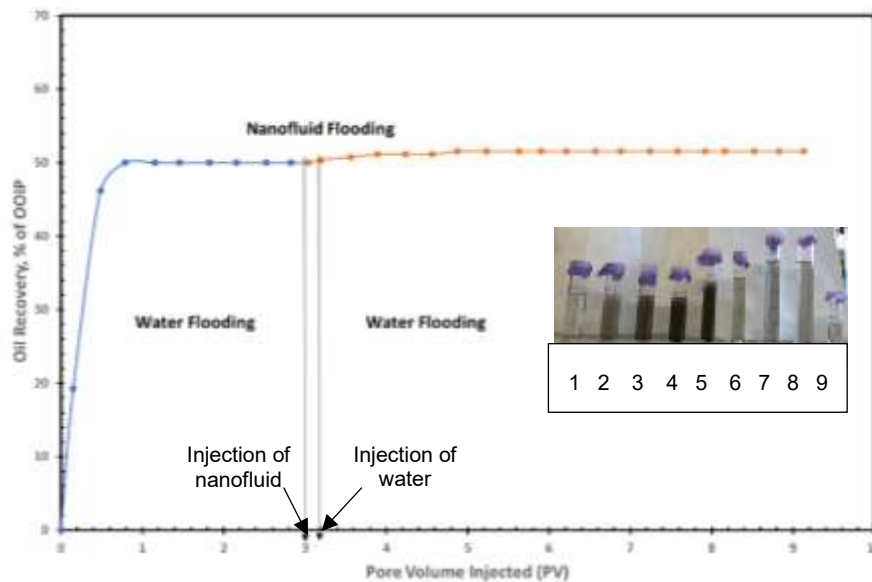 70
60
50
40
30
20
10
0
Oil Recovery, % of OOIP
Nanofluid Flooding
Water Flooding
Water Flooding
1 2 3 4 5 6 7 8 9
Injection of
nanofluid
Injection of
water
0 1 2 3 4 5 6 7 8 9
Pore Volume Injected (PV)